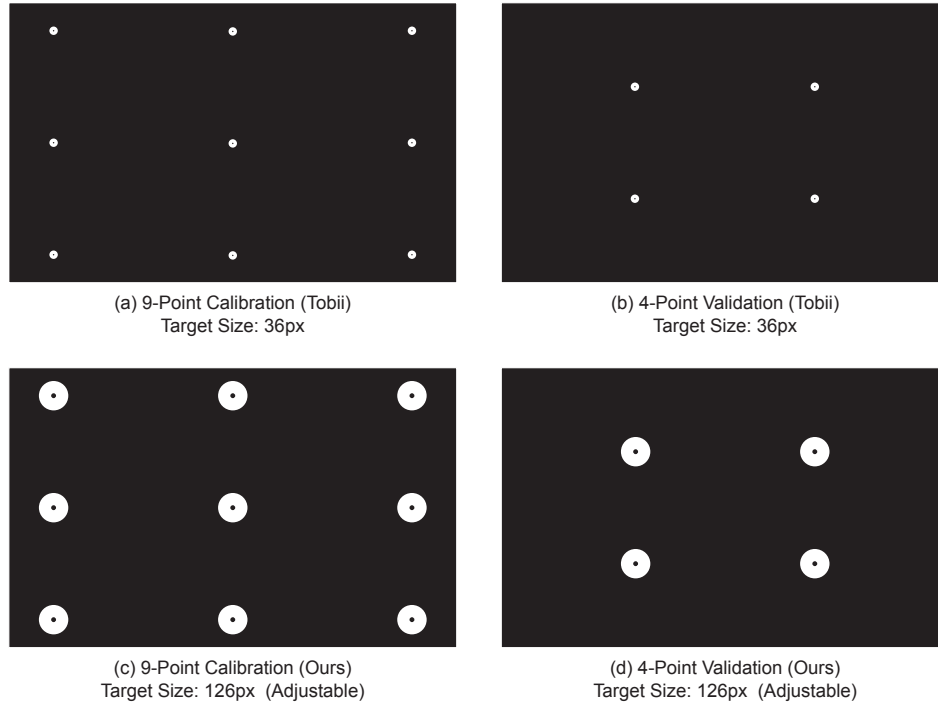 (a) 9-Point Calibration (Tobii)
Target Size: 36px
(b) 4-Point Validation (Tobii)
Target Size: 36px
(c) 9-Point Calibration (Ours)
Target Size: 126px (Adjustable)
(d) 4-Point Validation (Ours)
Target Size: 126px (Adjustable)